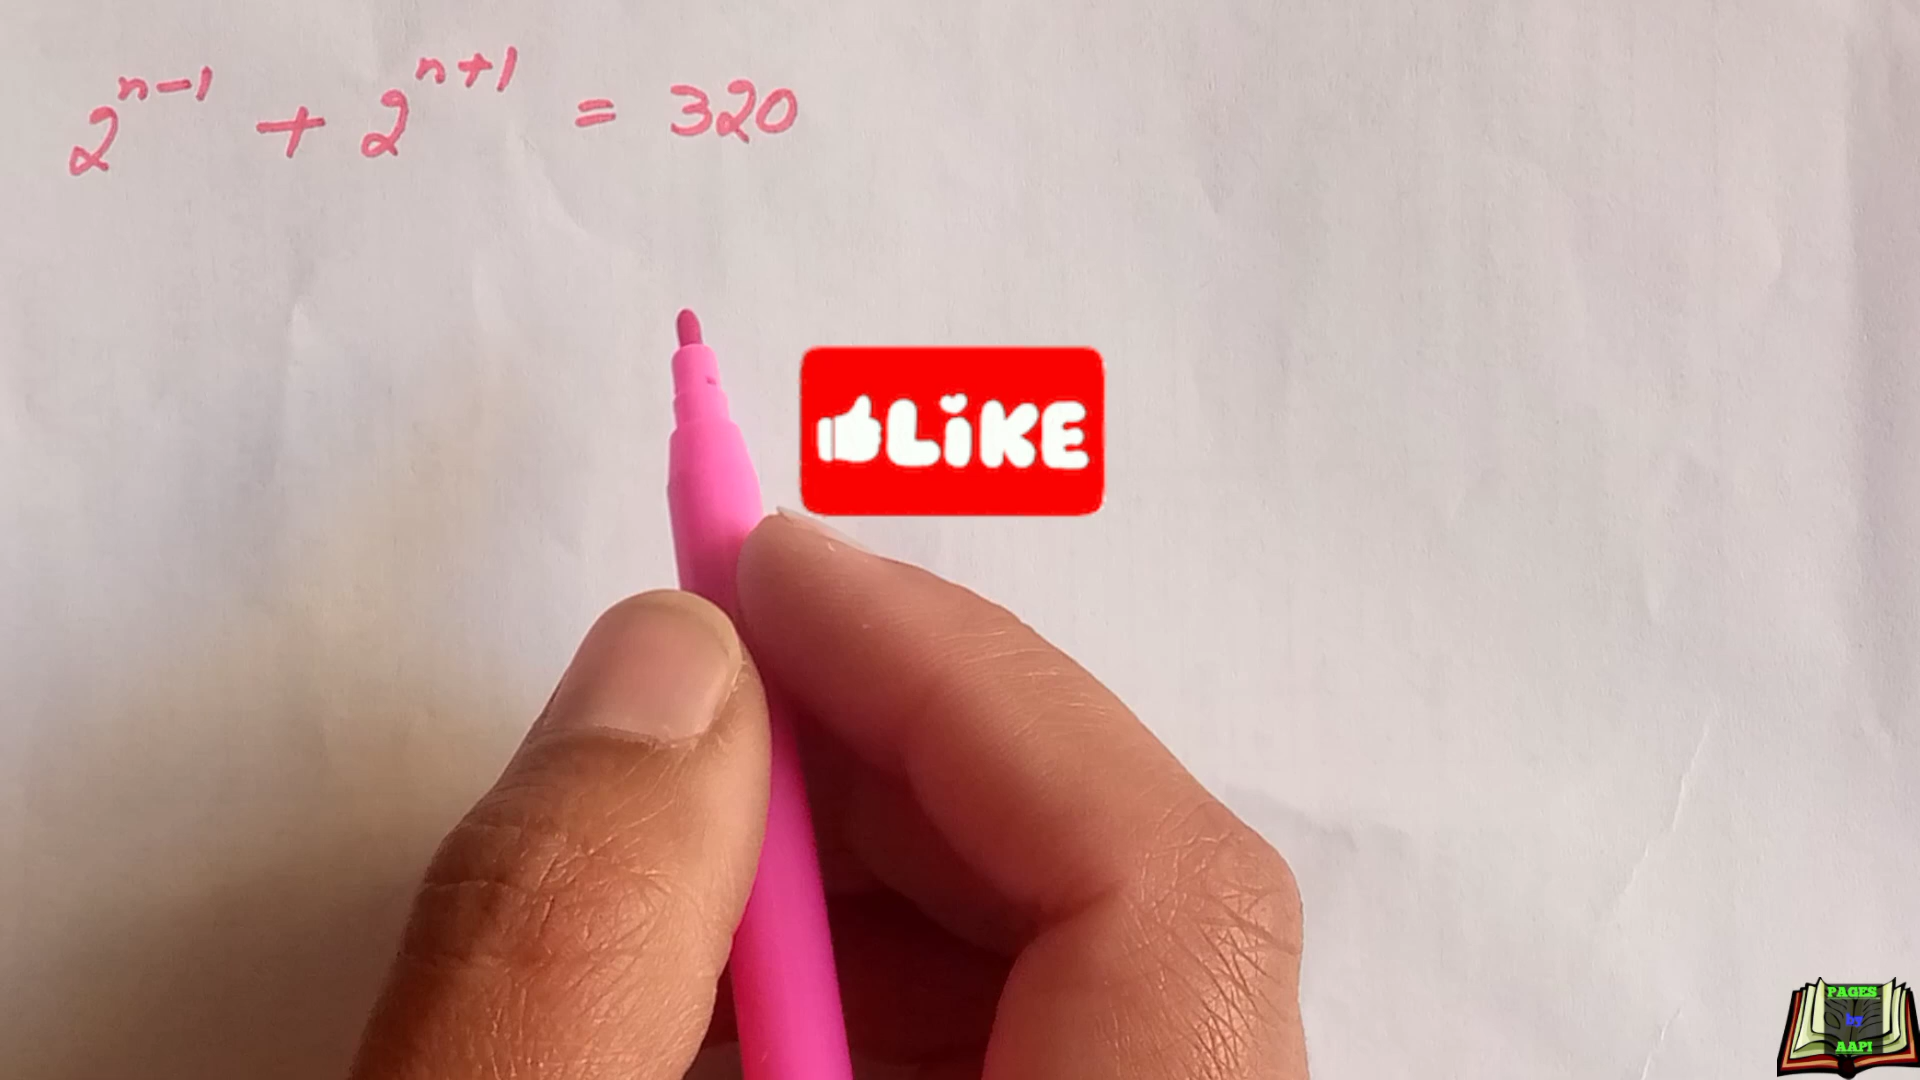 2^{n-1} + 2^{n+1} = 320
LiKE
PAGES
by
AAPI